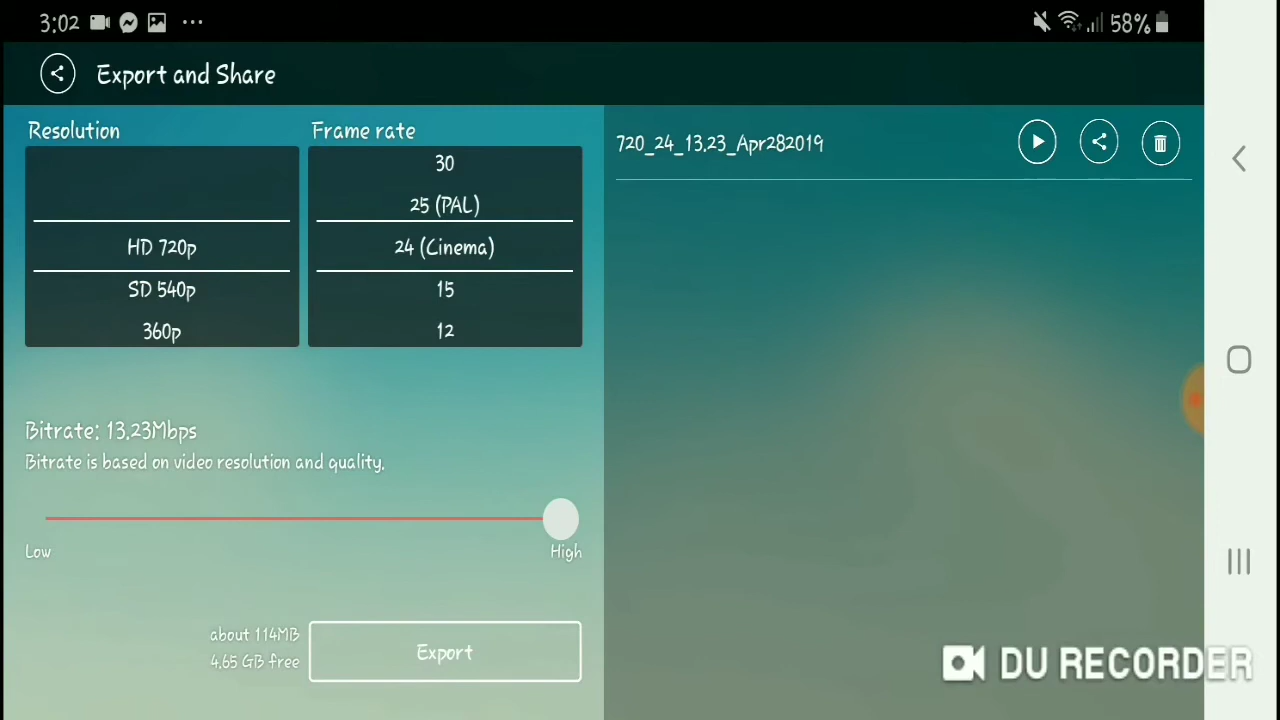 3:02 ... 58%
Export and Share
Resolution
HD 720p
SD 540p
360p
Frame rate
30
25 (PAL)
24 (Cinema)
15
12
Bitrate: 13.23Mbps
Bitrate is based on video resolution and quality.
Low
High
about 114MB
4.65 GB free
Export
720_24_13.23_Apr282019
DU RECORDER